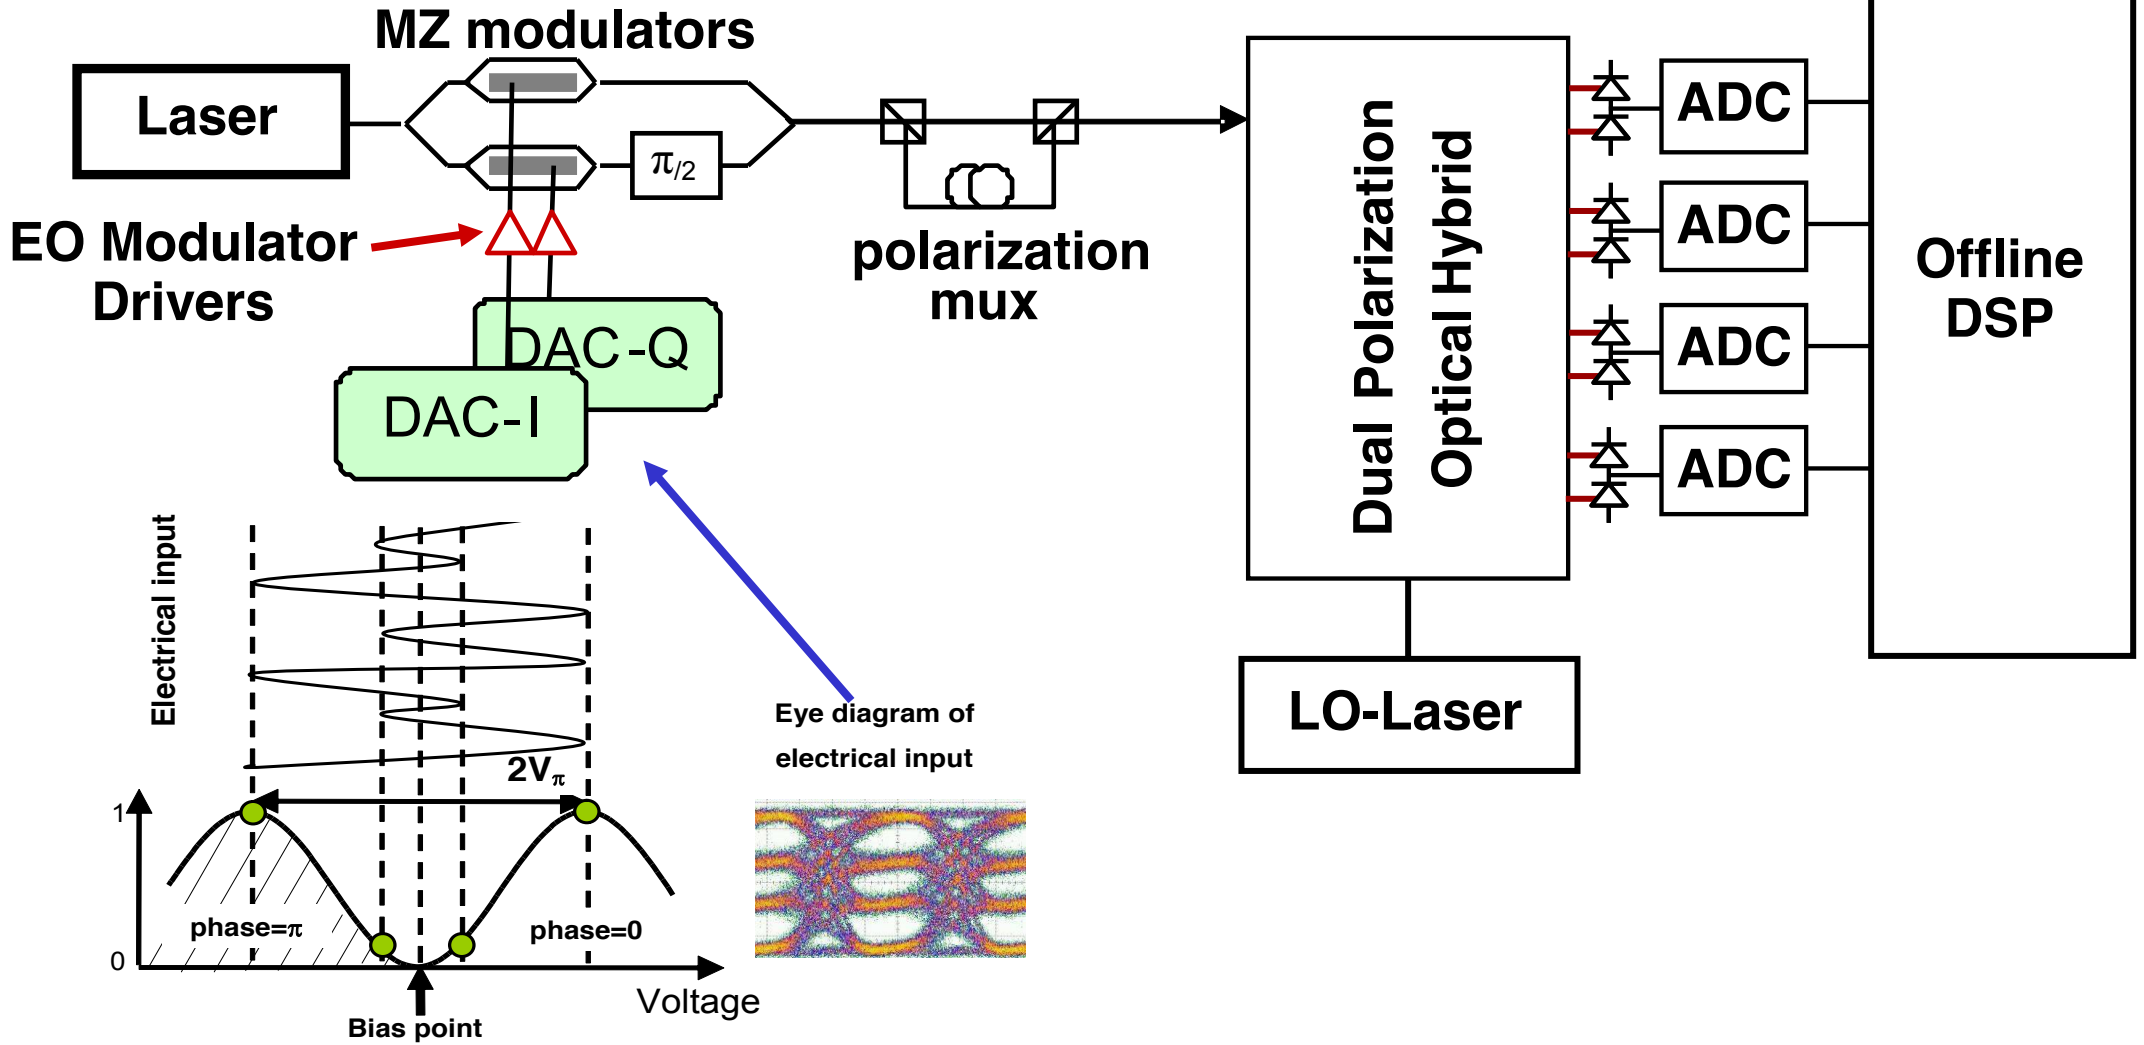 MZ modulators
Laser
π/2
EO Modulator
Drivers
DAC-Q
DAC-I
polarization
mux
Dual Polarization
Optical Hybrid
ADC
ADC
ADC
ADC
Offline
DSP
LO-Laser
Electrical input
2Vπ
1
0
phase=π
phase=0
Voltage
Bias point
Eye diagram of
electrical input